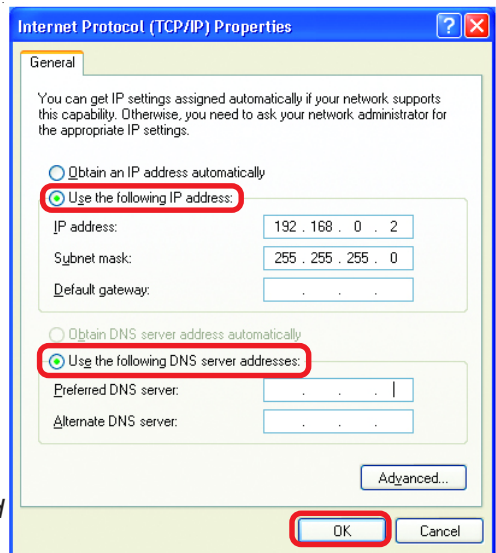 Internet Protocol (TCP/IP) Properties
General
You can get IP settings assigned automatically if your network supports
this capability. Otherwise, you need to ask your network administrator for
the appropriate IP settings.
Obtain an IP address automatically
Use the following IP address:
IP address: 192 . 168 . 0 . 2
Subnet mask: 255 . 255 . 255 . 0
Default gateway: . . .
Obtain DNS server address automatically
Use the following DNS server addresses:
Preferred DNS server: . . .
Alternate DNS server: . . .
Advanced...
OK Cancel